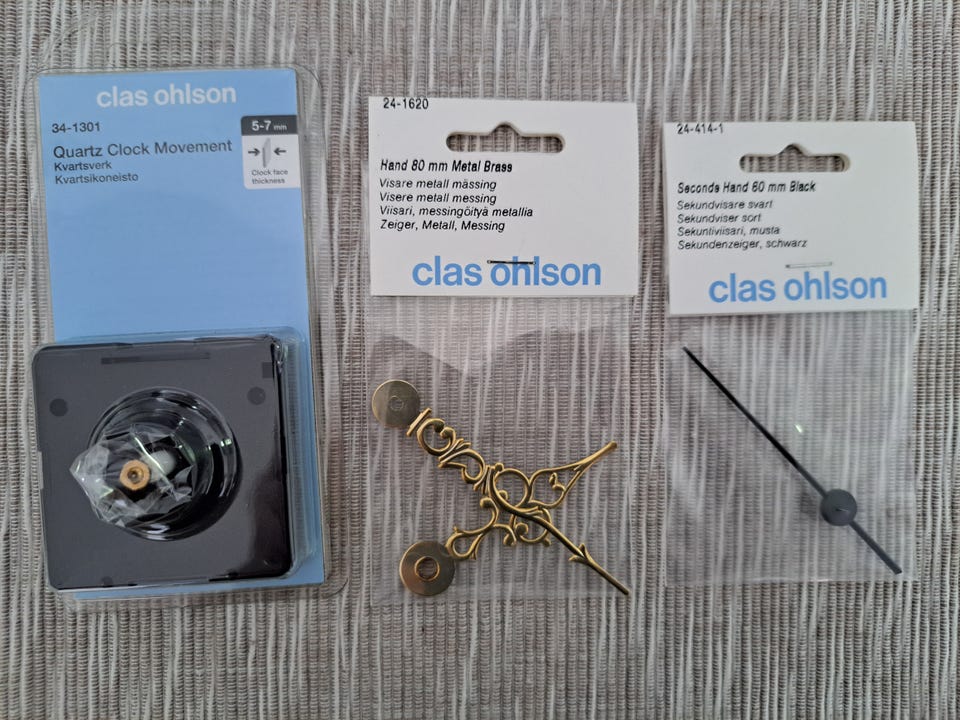 clas ohlson
34-1301
Quartz Clock Movement
Kvartsverk
Kvartsikoneisto
5-7 mm
Clock face
thickness
24-1620
Hand 80 mm Metal Brass
Visare metall mässing
Visere metall messing
Viisari, messingöityä metallia
Zeiger, Metall, Messing
clas ohlson
24-414-1
Seconds Hand 60 mm Black
Sekundvisare svart
Sekundviser sort
Sekuntiviisari, musta
Sekundenzeiger, schwarz
clas ohlson